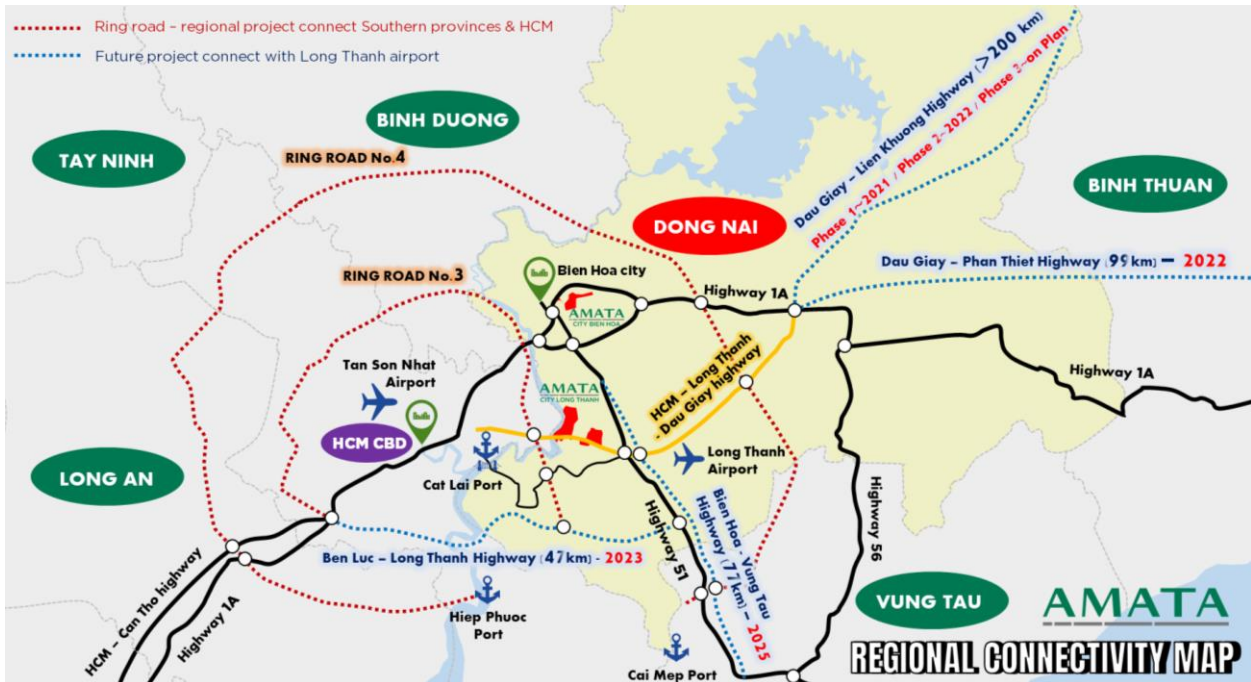 Ring road – regional project connect Southern provinces & HCM
Future project connect with Long Thanh airport
BINH DUONG
TAY NINH
RING ROAD No.4
Dau Giay – Lien Khuong Highway (>200 km)
Phase 1~2021 / Phase 2~2022 / Phase 3~on Plan
BINH THUAN
DONG NAI
RING ROAD No.3
Bien Hoa city
Dau Giay – Phan Thiet Highway (99 km) – 2022
Highway 1A
AMATA
CITY BIEN HOA
Tan Son Nhat
Airport
HCM – Long Thanh
- Dau Giay highway
Highway 1A
AMATA
CITY LONG THANH
HCM CBD
LONG AN
Cat Lai Port
Long Thanh
Airport
Highway 56
Highway 51
Bien Hoa - Vung Tau
Highway (77 km) – 2025
Ben Luc – Long Thanh Highway (47 km) - 2023
HCM – Can Tho highway
Highway 1A
Hiep Phuoc
Port
Cai Mep Port
VUNG TAU
AMATA
REGIONAL CONNECTIVITY MAP